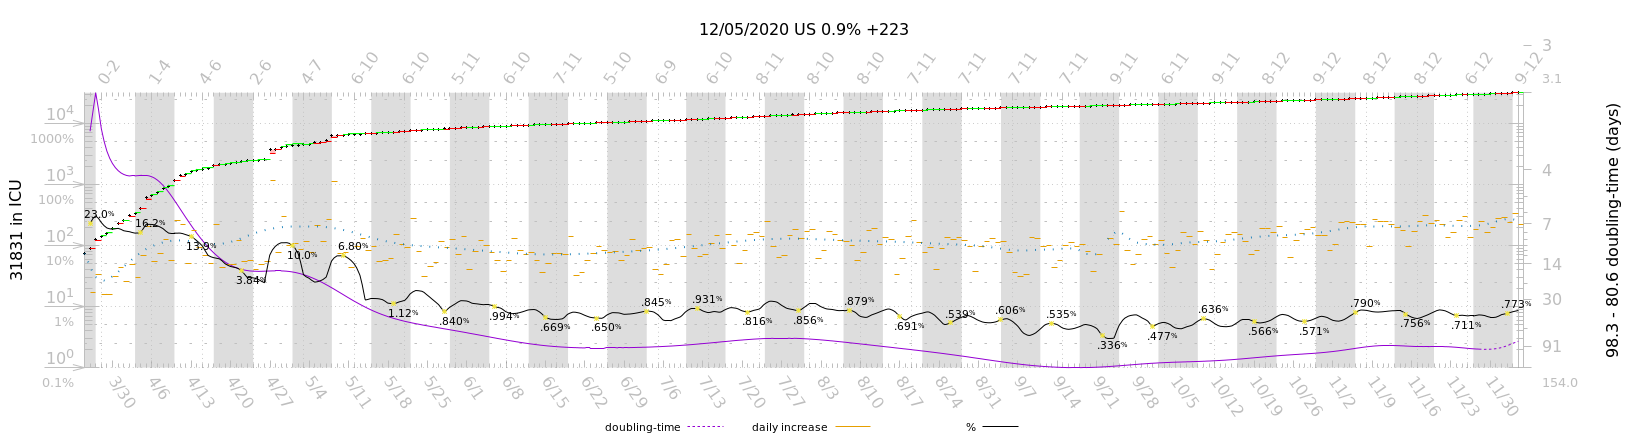 12/05/2020 US 0.9% +223
0-2 1-4 4-6 2-6 4-7 6-10 6-10 5-11 6-10 7-11 5-10 6-9 6-10 8-11 8-10 8-10 7-11 7-11 7-11 7-11 9-11 9-11 9-11 8-12 9-12 8-12 8-12 6-12 9-12
31831 in ICU
10⁴
1000%
10³
100%
10²
10%
10¹
1%
10⁰
0.1%
3
3.1
4
7
14
30
91
154.0
98.3 - 80.6 doubling-time (days)
23.0% 16.2% 13.9% 3.84% 10.0% 6.80% 1.12% .840% .994% .669% .650% .845% .931% .816% .856% .879% .691% .539% .606% .535% .336% .477% .636% .566% .571% .790% .756% .711% .773%
3/30 4/6 4/13 4/20 4/27 5/4 5/11 5/18 5/25 6/1 6/8 6/15 6/22 6/29 7/6 7/13 7/20 7/27 8/3 8/10 8/17 8/24 8/31 9/7 9/14 9/21 9/28 10/5 10/12 10/19 10/26 11/2 11/9 11/16 11/23 11/30
doubling-time daily increase %